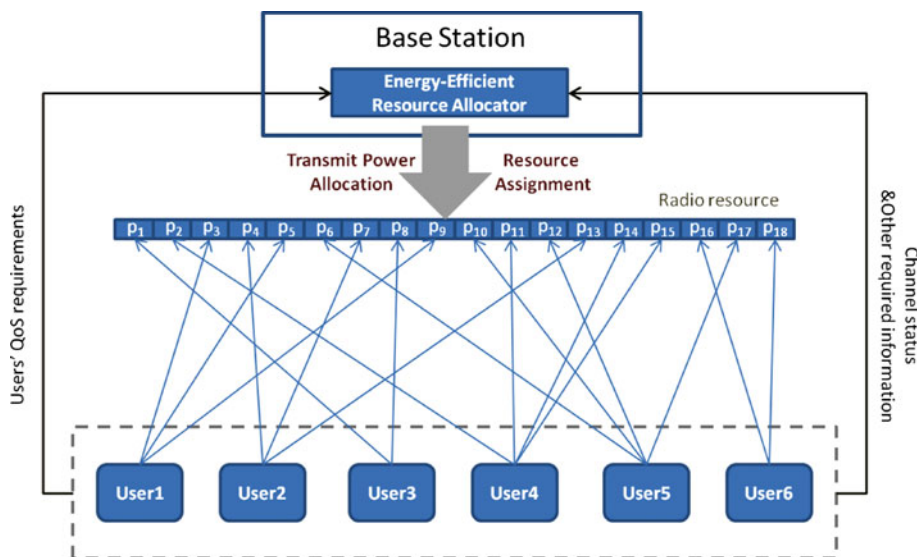 Base Station
Energy-Efficient
Resource Allocator
Transmit Power
Allocation
Resource
Assignment
Radio resource
p₁ p₂ p₃ p₄ p₅ p₆ p₇ p₈ p₉ p₁₀ p₁₁ p₁₂ p₁₃ p₁₄ p₁₅ p₁₆ p₁₇ p₁₈
Users' QoS requirements
Channel status
&Other required information
User1 User2 User3 User4 User5 User6